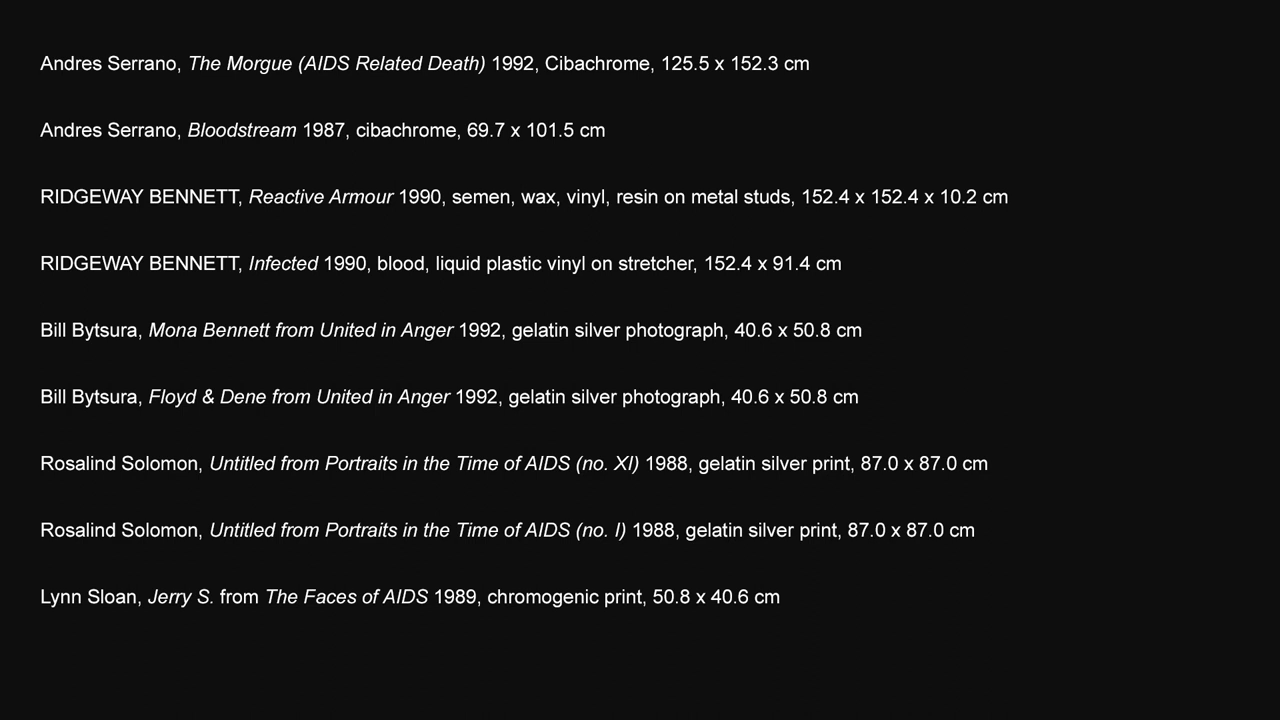 Andres Serrano, The Morgue (AIDS Related Death) 1992, Cibachrome, 125.5 x 152.3 cm
Andres Serrano, Bloodstream 1987, cibachrome, 69.7 x 101.5 cm
RIDGEWAY BENNETT, Reactive Armour 1990, semen, wax, vinyl, resin on metal studs, 152.4 x 152.4 x 10.2 cm
RIDGEWAY BENNETT, Infected 1990, blood, liquid plastic vinyl on stretcher, 152.4 x 91.4 cm
Bill Bytsura, Mona Bennett from United in Anger 1992, gelatin silver photograph, 40.6 x 50.8 cm
Bill Bytsura, Floyd & Dene from United in Anger 1992, gelatin silver photograph, 40.6 x 50.8 cm
Rosalind Solomon, Untitled from Portraits in the Time of AIDS (no. XI) 1988, gelatin silver print, 87.0 x 87.0 cm
Rosalind Solomon, Untitled from Portraits in the Time of AIDS (no. I) 1988, gelatin silver print, 87.0 x 87.0 cm
Lynn Sloan, Jerry S. from The Faces of AIDS 1989, chromogenic print, 50.8 x 40.6 cm